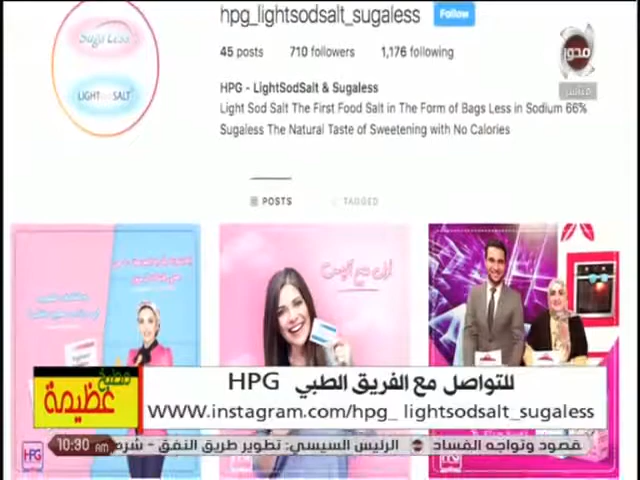 hpg_lightsodsalt_sugaless
Follow
45 posts 710 followers 1,176 following
HPG - LightSodSalt & Sugaless
Light Sod Salt The First Food Salt in The Form of Bags Less in Sodium 66%
Sugaless The Natural Taste of Sweetening with No Calories
Suga Less
LIGHT SALT
محور
مباشر
POSTS TAGGED
مطبخ
عظيمة
للتواصل مع الفريق الطبي HPG
WWW.instagram.com/hpg_ lightsodsalt_sugaless
HPG
10:30 AM
قصود وتواجه الفساد
الرئيس السيسي: تطوير طريق النفق - شرم